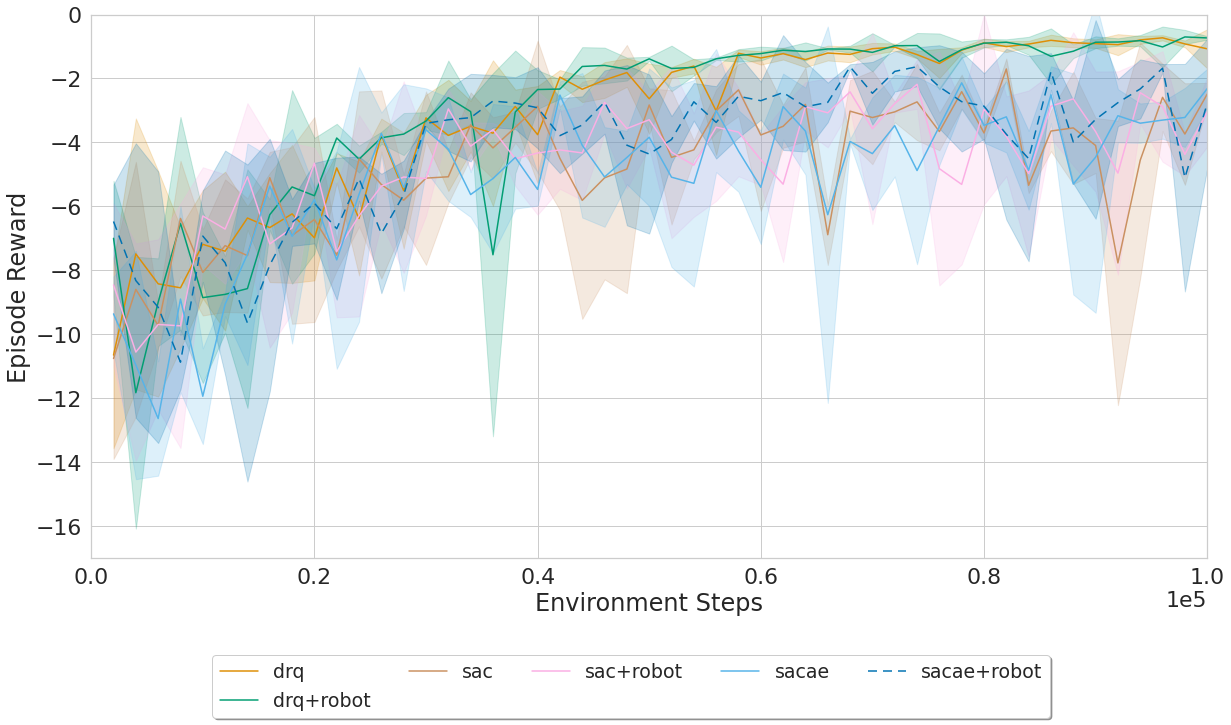 0
−2
−4
−6
−8
−10
−12
−14
−16
Episode Reward
0.0 0.2 0.4 0.6 0.8 1.0
1e5
Environment Steps
drq sac sac+robot sacae sacae+robot
drq+robot